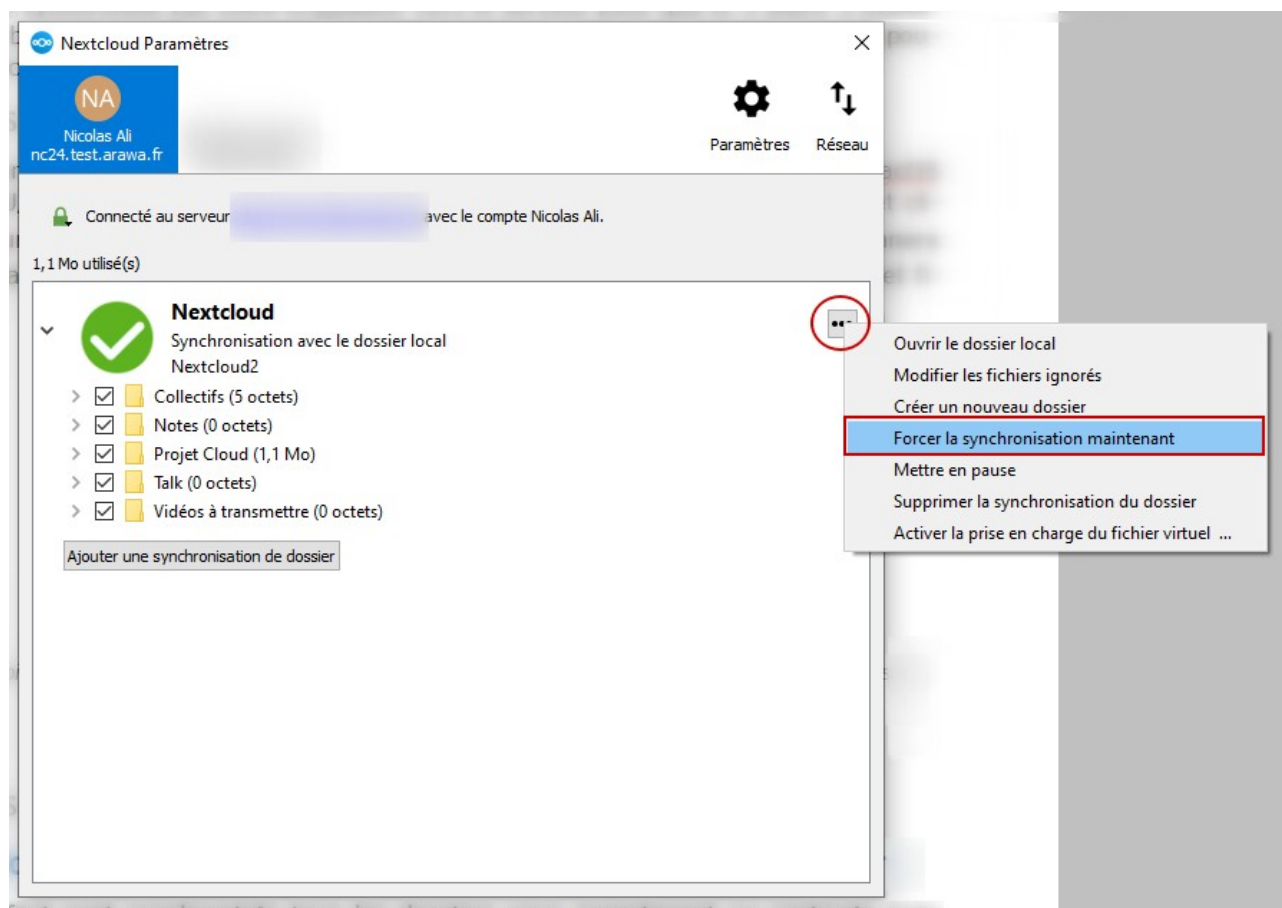 Nextcloud Paramètres
NA
Nicolas Ali
nc24.test.arawa.fr
Paramètres
Réseau
Connecté au serveur avec le compte Nicolas Ali.
1,1 Mo utilisé(s)
Nextcloud
Synchronisation avec le dossier local
Nextcloud2
Collectifs (5 octets)
Notes (0 octets)
Projet Cloud (1,1 Mo)
Talk (0 octets)
Vidéos à transmettre (0 octets)
Ajouter une synchronisation de dossier
Ouvrir le dossier local
Modifier les fichiers ignorés
Créer un nouveau dossier
Forcer la synchronisation maintenant
Mettre en pause
Supprimer la synchronisation du dossier
Activer la prise en charge du fichier virtuel ...